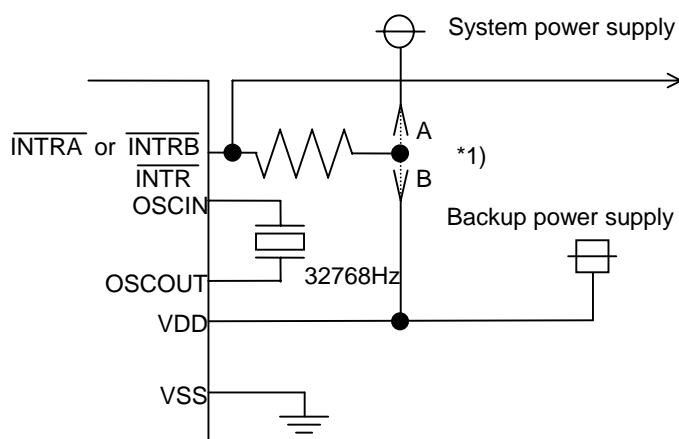 System power supply
A
INTRA or INTRB
*1)
INTR
B
OSCIN
Backup power supply
32768Hz
OSCOUT
VDD
VSS